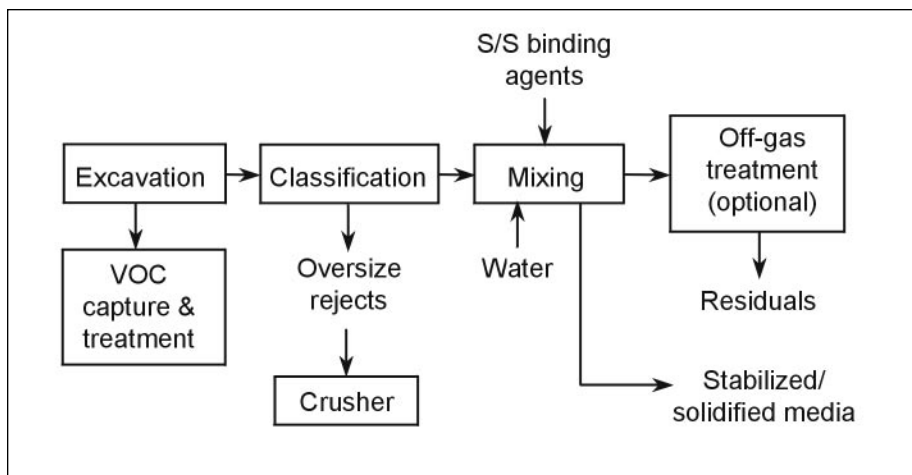 S/S binding
agents
Excavation
Classification
Mixing
Off-gas
treatment
(optional)
VOC
capture &
treatment
Oversize
rejects
Water
Residuals
Crusher
Stabilized/
solidified media